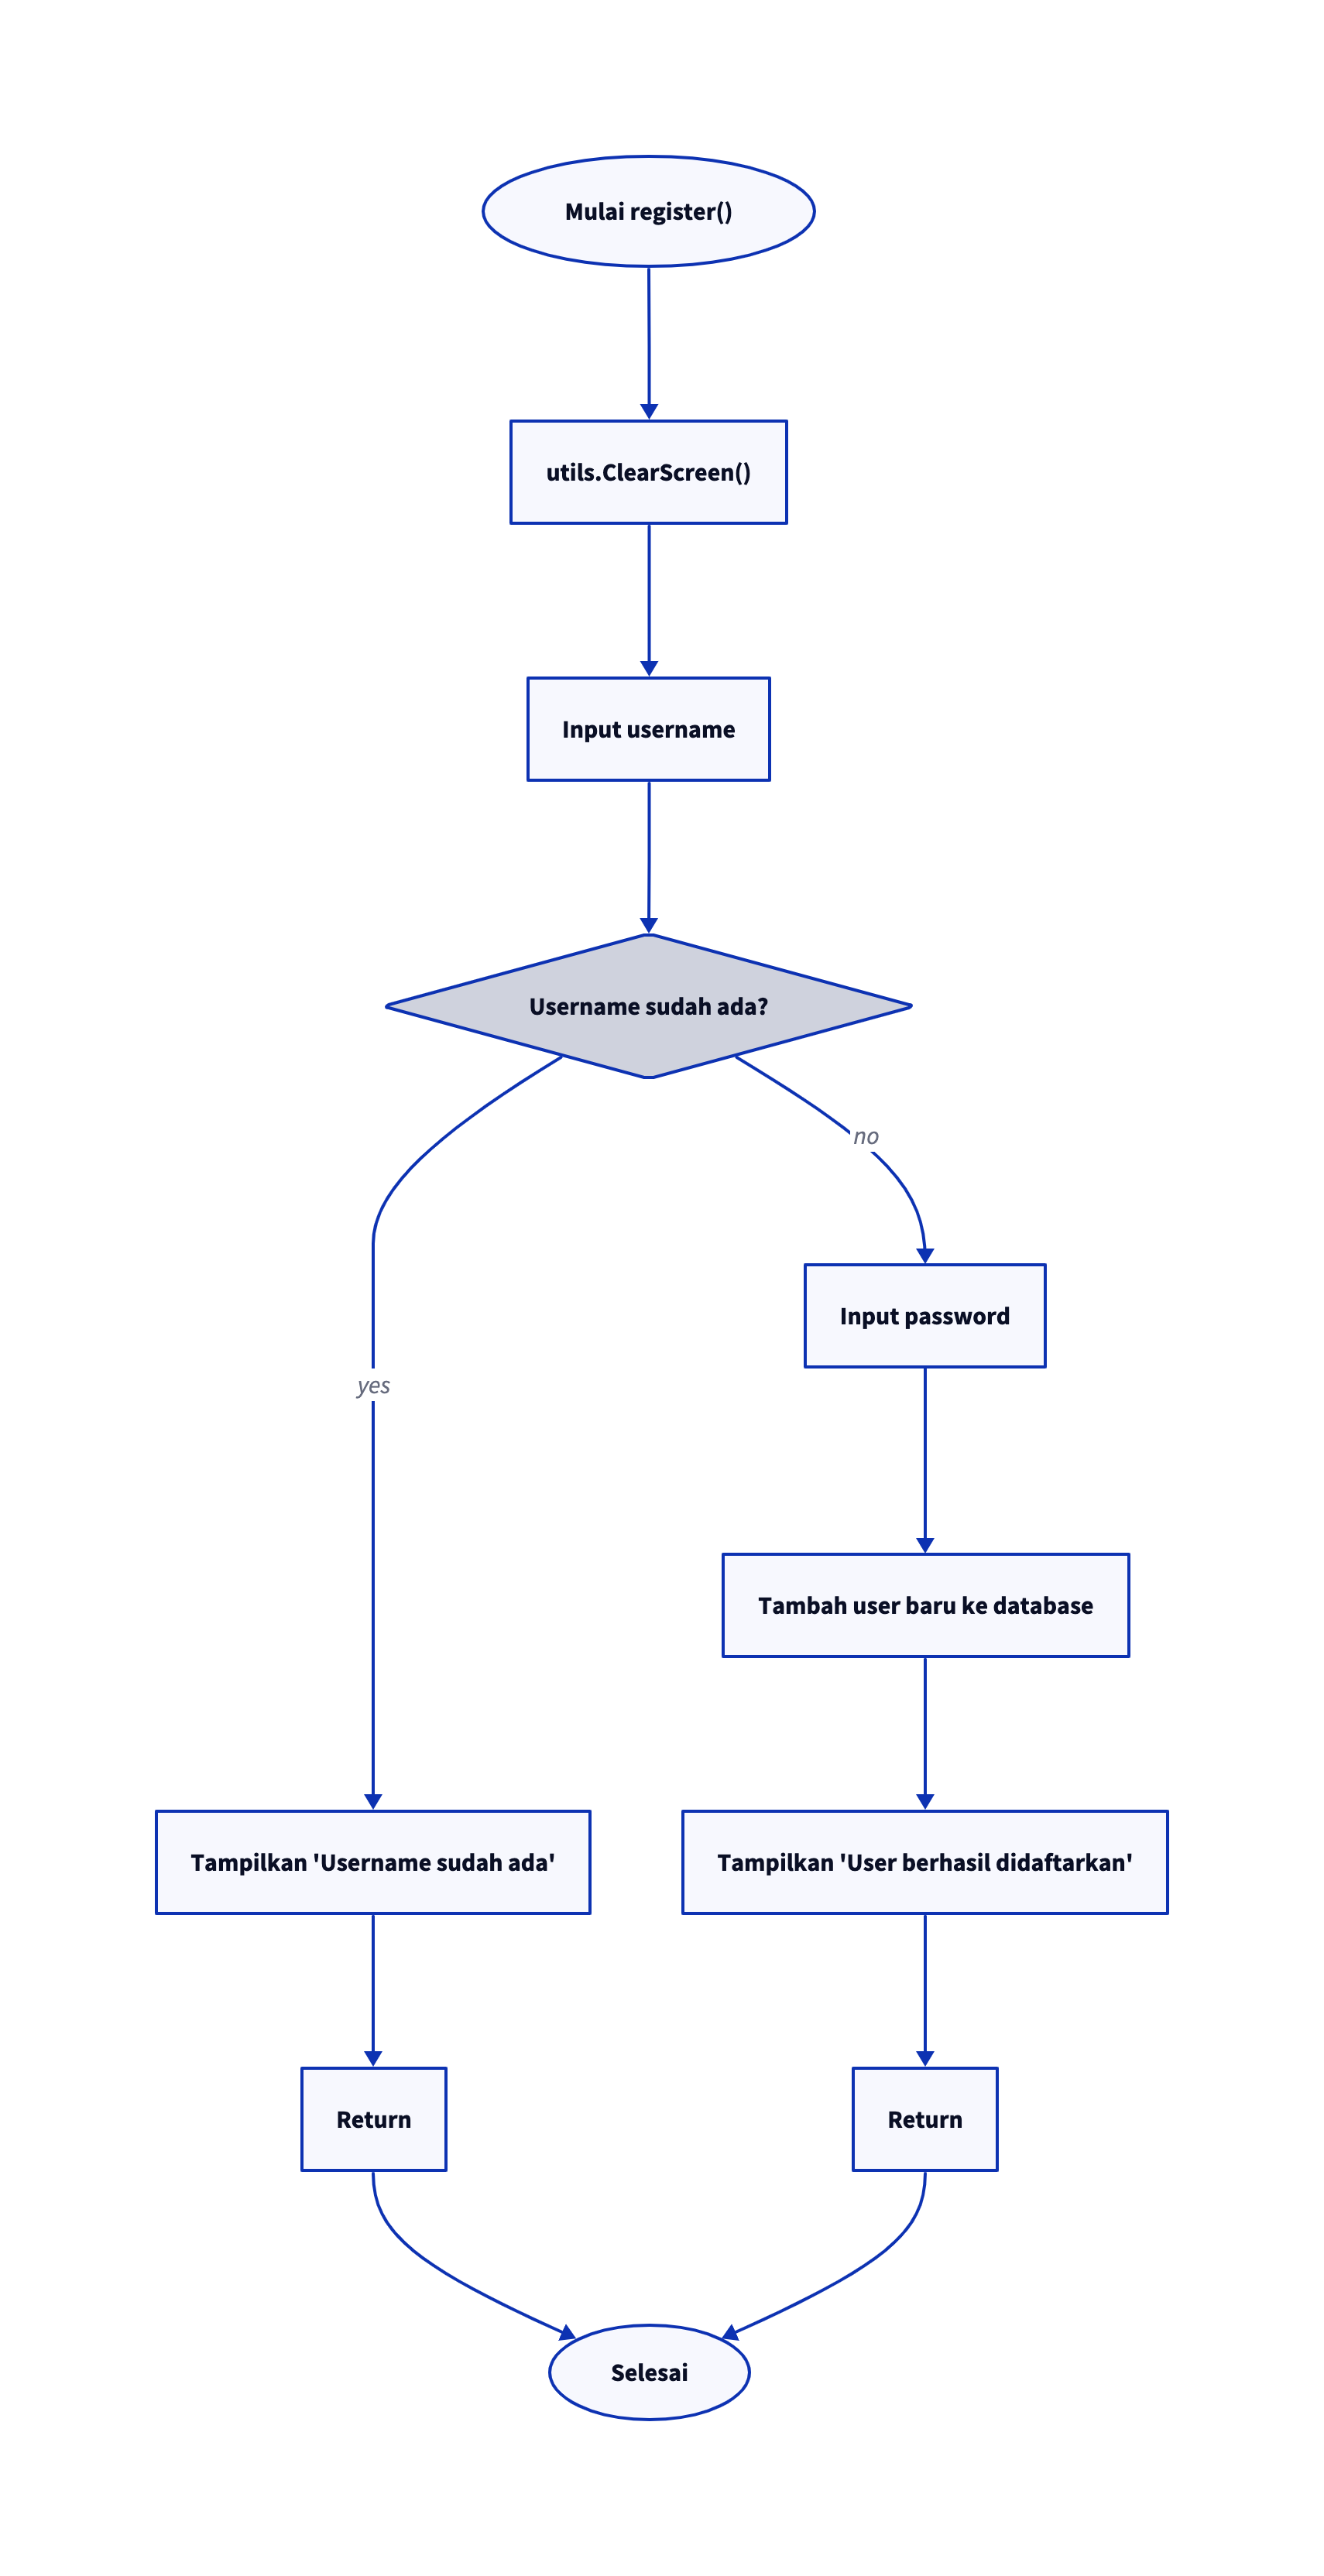 Mulai register()
utils.ClearScreen()
Input username
Username sudah ada?
no
Input password
yes
Tambah user baru ke database
Tampilkan 'Username sudah ada'
Tampilkan 'User berhasil didaftarkan'
Return
Return
Selesai